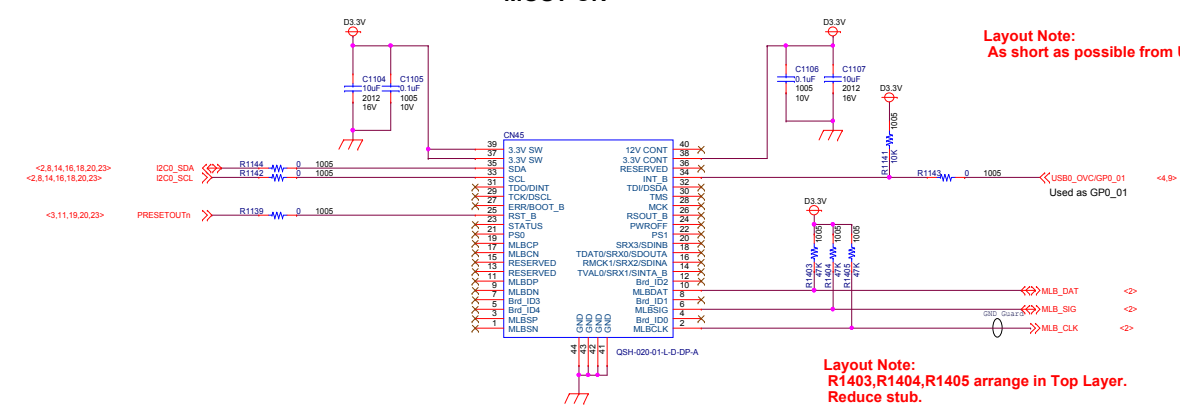 D3.3V
D3.3V
Layout Note:
As short as possible from
C1104
10uF
2012
16V
C1105
0.1uF
1005
10V
C1106
0.1uF
1005
10V
C1107
10uF
2012
16V
D3.3V
1005
R1141
10K
CN45
39 3.3V SW
37 3.3V SW
35 SDA
33 SCL
31 TDO/DINT
29 TCK/DSCL
27 ERR/BOOT_B
25 RST_B
23 STATUS
21 PS0
19 MLBCP
17 MLBCN
15 RESERVED
13 RESERVED
11 MLBDP
9 MLBDN
7 Brd_ID3
5 Brd_ID4
3 MLBSP
1 MLBSN
12V CONT 40
3.3V CONT 38
RESERVED 36
INT_B 34
TDI/DSDA 32
TMS 30
MCK 28
RSOUT_B 26
PWROFF 24
PS1 22
SRX3/SDINB 20
TDAT0/SRX0/SDOUTA 18
RMCK1/SRX2/SDINA 16
TVAL0/SRX1/SINTA_B 14
Brd_ID2 12
MLBDAT 10
Brd_ID1 8
MLBSIG 6
Brd_ID0 4
MLBCLK 2
GND GND GND GND
44 43 42 41
QSH-020-01-L-D-DP-A
<2,8,14,16,18,20,23> I2C0_SDA R1144 0 1005
<2,8,14,16,18,20,23> I2C0_SCL R1142 0 1005
<3,11,19,20,23> PRESETOUTn R1139 0 1005
R1143 0 1005 USB0_OVC/GP0_01 <4,9>
Used as GP0_01
D3.3V
1005 1005 1005
R1403 47K R1404 47K R1405 47K
MLB_DAT <2>
MLB_SIG <2>
GND Guard
MLB_CLK <2>
Layout Note:
R1403,R1404,R1405 arrange in Top Layer.
Reduce stub.